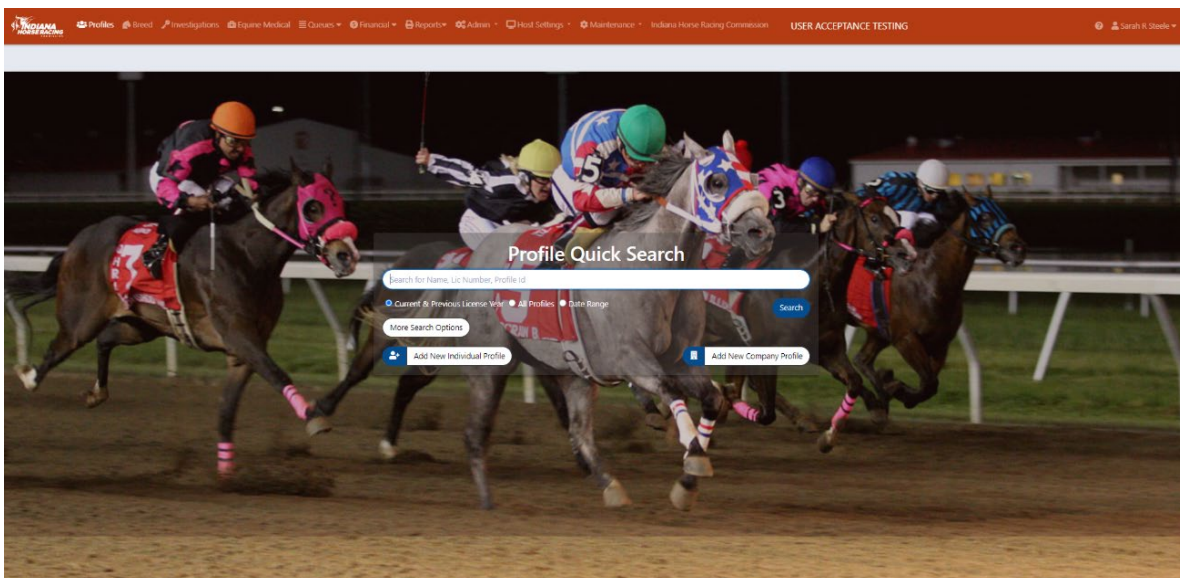 INDIANA
HORSE RACING
Profiles Breed Investigations Equine Medical Queues Financial Reports Admin Host Settings Maintenance Indiana Horse Racing Commission USER ACCEPTANCE TESTING Sarah R Steele
Profile Quick Search
Search for Name, Lic Number, Profile Id
Current & Previous License Year All Profiles Date Range
Search
More Search Options
Add New Individual Profile Add New Company Profile
5
3